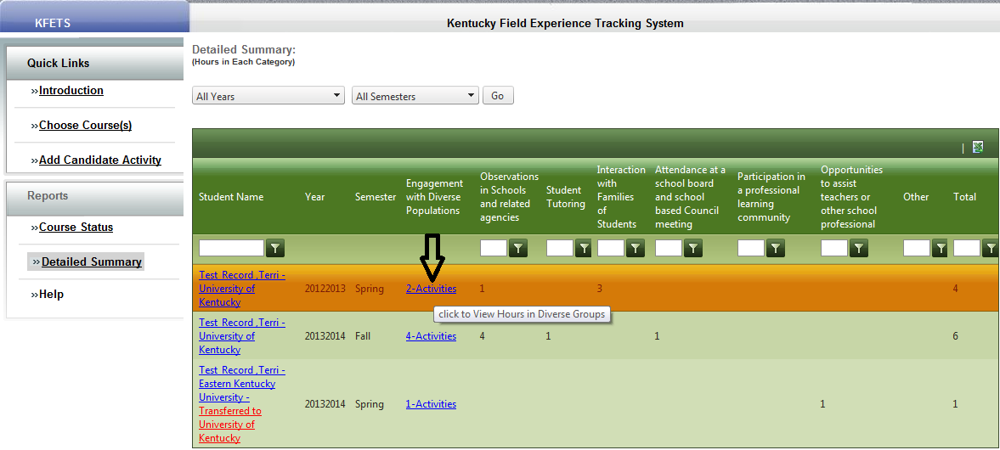 KFETS
Kentucky Field Experience Tracking System
Quick Links
»Introduction
»Choose Course(s)
»Add Candidate Activity
Reports
»Course Status
»Detailed Summary
»Help
Detailed Summary:
(Hours in Each Category)
All Years
All Semesters
Go
|
Student Name
Year
Semester
Engagement
with Diverse
Populations
Observations
in Schools
and related
agencies
Student
Tutoring
Interaction
with
Families
of
Students
Attendance at a
school board
and school
based Council
meeting
Participation in
a professional
learning
community
Opportunities
to assist
teachers or
other school
professional
Other
Total
Test Record ,Terri -
University of
Kentucky
20122013
Spring
2-Activities
1
3
4
click to View Hours in Diverse Groups
Test Record ,Terri -
University of
Kentucky
20132014
Fall
4-Activities
4
1
1
6
Test Record ,Terri -
Eastern Kentucky
University -
Transferred to
University of
Kentucky
20132014
Spring
1-Activities
1
1